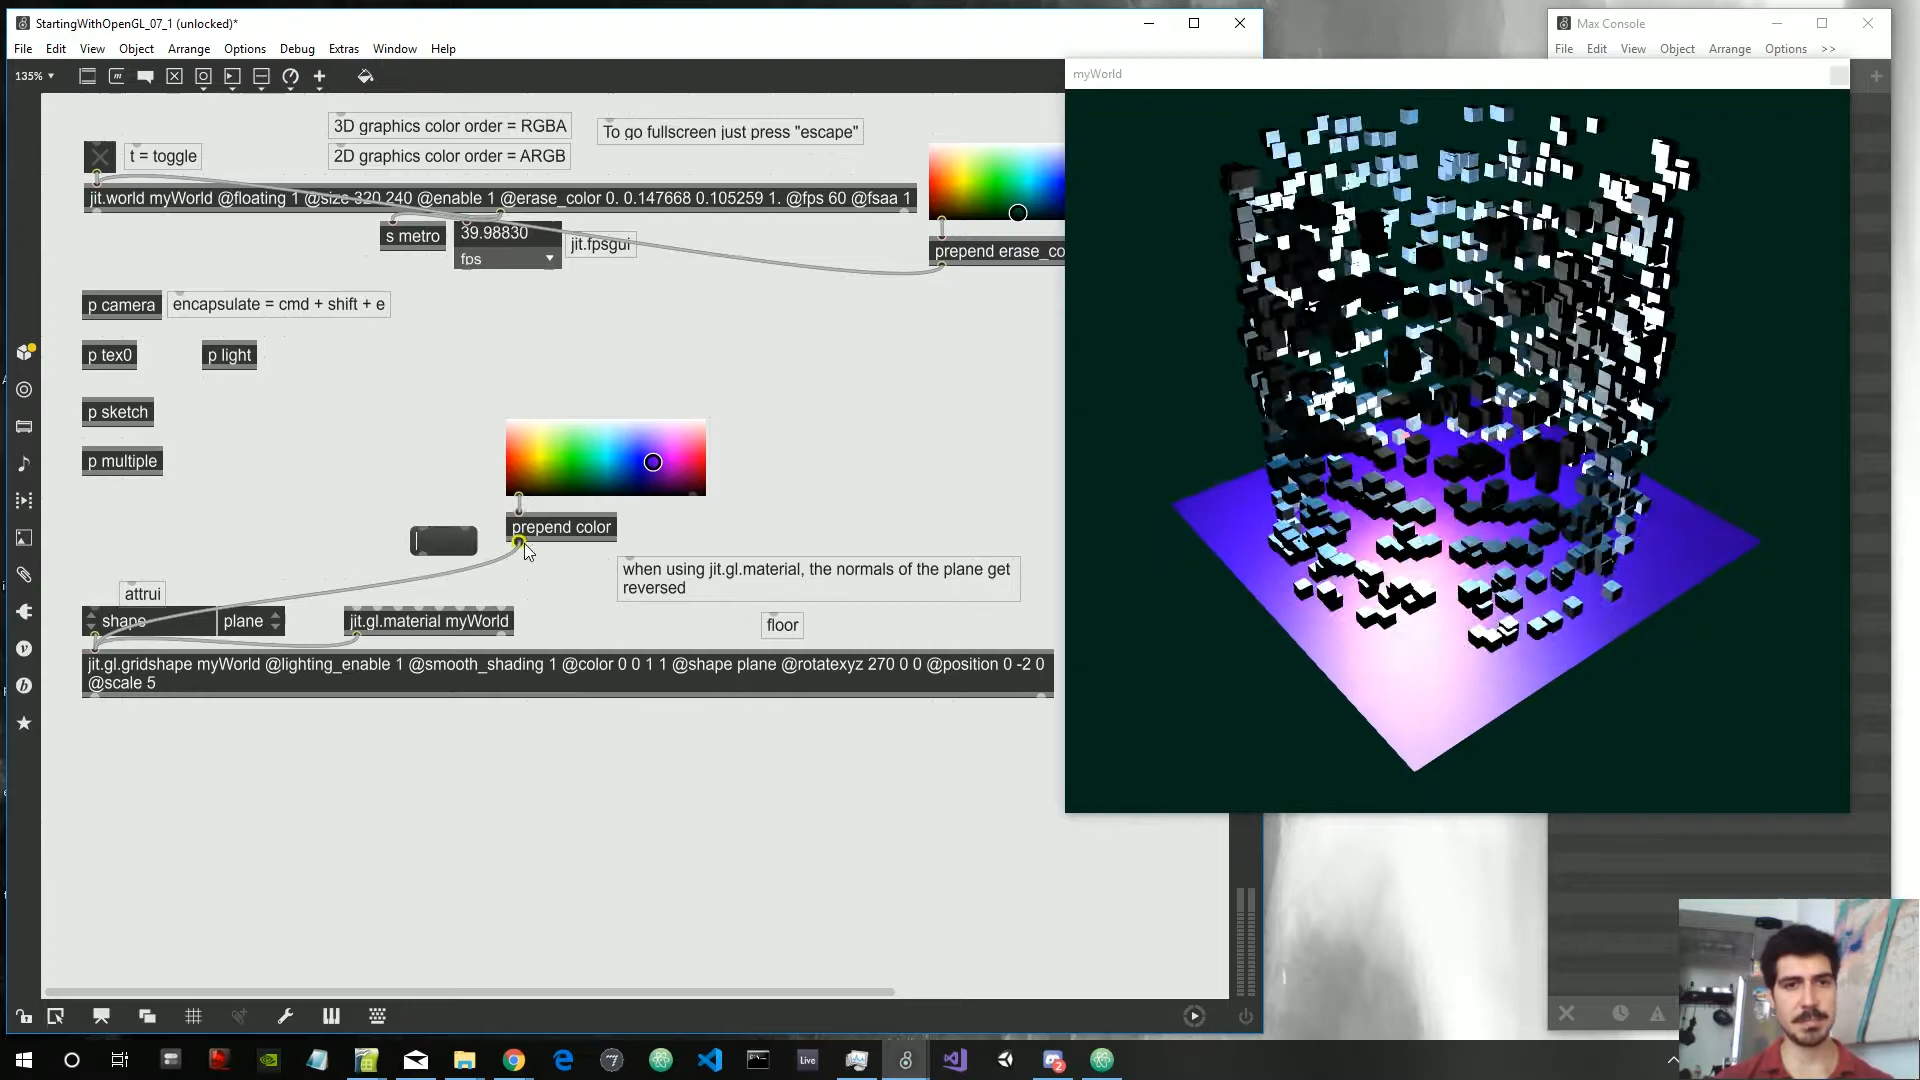 StartingWithOpenGL_07_1 (unlocked)*
File Edit View Object Arrange Options Debug Extras Window Help
135%
3D graphics color order = RGBA
To go fullscreen just press "escape"
t = toggle
2D graphics color order = ARGB
jit.world myWorld @floating 1 @size 320 240 @enable 1 @erase_color 0. 0.147668 0.105259 1. @fps 60 @fsaa 1
s metro
39.98830
fps
jit.fpsgui
prepend erase_co
p camera
encapsulate = cmd + shift + e
p tex0
p light
p sketch
p multiple
prepend color
when using jit.gl.material, the normals of the plane get
reversed
attrui
shape
plane
jit.gl.material myWorld
floor
jit.gl.gridshape myWorld @lighting_enable 1 @smooth_shading 1 @color 0 0 1 1 @shape plane @rotatexyz 270 0 0 @position 0 -2 0
@scale 5
myWorld
Max Console
File Edit View Object Arrange Options >>
Live
2